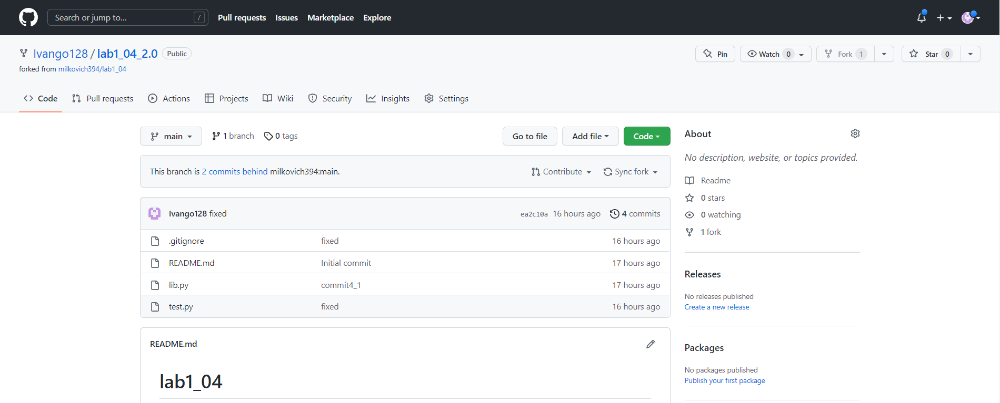 Search or jump to... / Pull requests Issues Marketplace Explore
Ivango128 / lab1_04_2.0 Public Pin Watch 0 Fork 1 Star 0
forked from milkovich394/lab1_04
Code Pull requests Actions Projects Wiki Security Insights Settings
main 1 branch 0 tags Go to file Add file Code
This branch is 2 commits behind milkovich394:main. Contribute Sync fork
Ivango128 fixed ea2c10a 16 hours ago 4 commits
.gitignore fixed 16 hours ago
README.md Initial commit 17 hours ago
lib.py commit4_1 17 hours ago
test.py fixed 16 hours ago
README.md
lab1_04
About
No description, website, or topics provided.
Readme
0 stars
0 watching
1 fork
Releases
No releases published
Create a new release
Packages
No packages published
Publish your first package